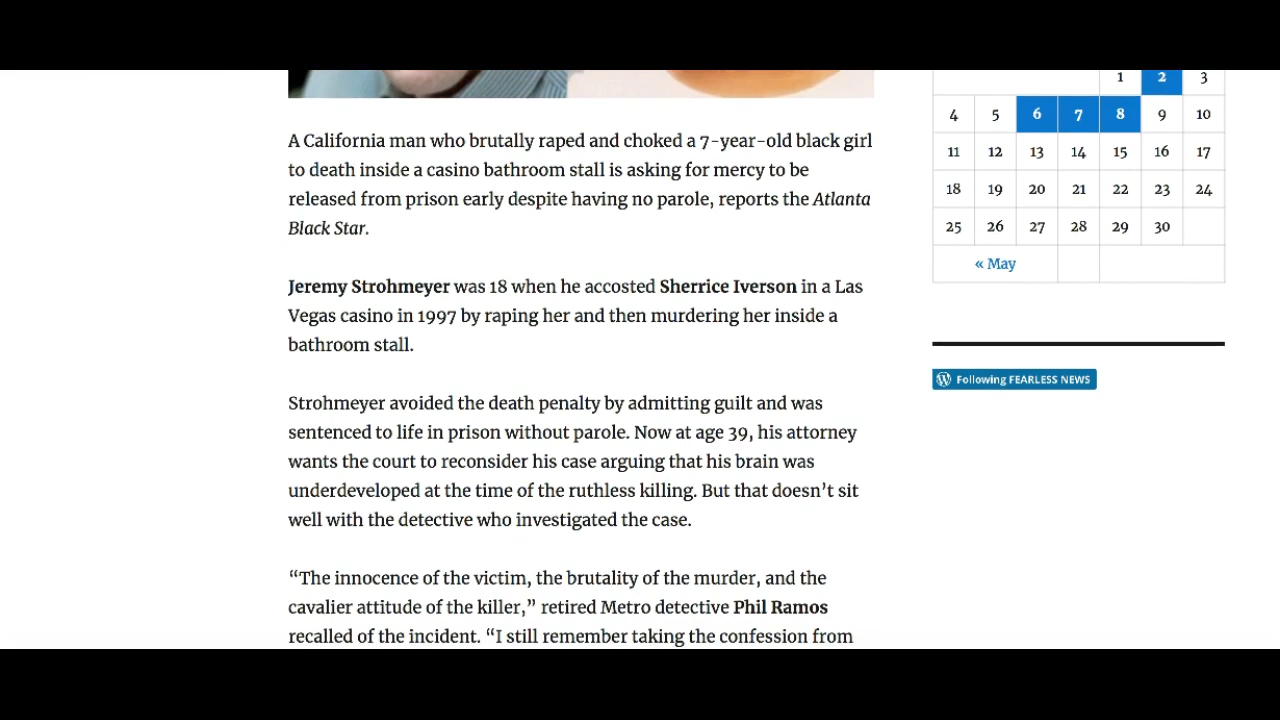 A California man who brutally raped and choked a 7-year-old black girl
to death inside a casino bathroom stall is asking for mercy to be
released from prison early despite having no parole, reports the Atlanta
Black Star.
Jeremy Strohmeyer was 18 when he accosted Sherrice Iverson in a Las
Vegas casino in 1997 by raping her and then murdering her inside a
bathroom stall.
Strohmeyer avoided the death penalty by admitting guilt and was
sentenced to life in prison without parole. Now at age 39, his attorney
wants the court to reconsider his case arguing that his brain was
underdeveloped at the time of the ruthless killing. But that doesn’t sit
well with the detective who investigated the case.
“The innocence of the victim, the brutality of the murder, and the
cavalier attitude of the killer,” retired Metro detective Phil Ramos
recalled of the incident. “I still remember taking the confession from
1 2 3
4 5 6 7 8 9 10
11 12 13 14 15 16 17
18 19 20 21 22 23 24
25 26 27 28 29 30
« May
Following FEARLESS NEWS